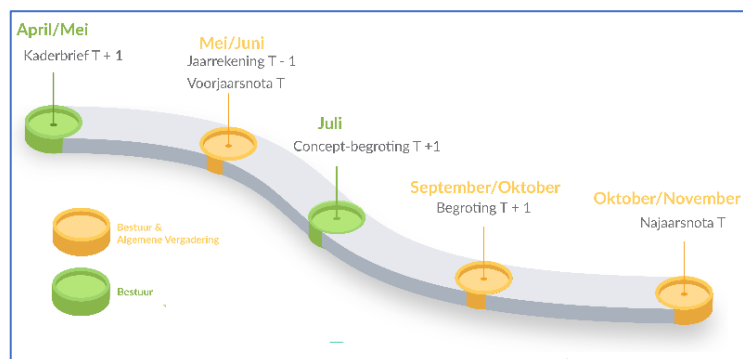 April/Mei
Kaderbrief T + 1
Mei/Juni
Jaarrekening T - 1
Voorjaarsnota T
Juli
Concept-begroting T +1
September/Oktober
Begroting T + 1
Oktober/November
Najaarsnota T
Bestuur &
Algemene Vergadering
Bestuur